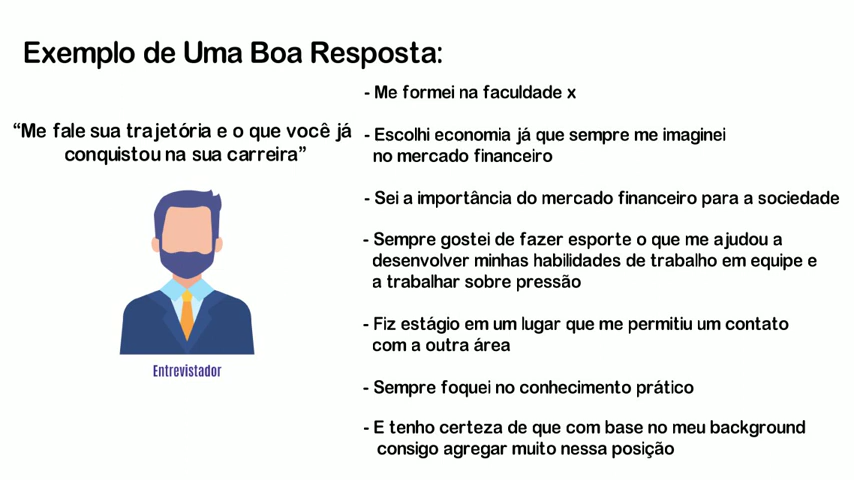 Exemplo de Uma Boa Resposta:
“Me fale sua trajetória e o que você já
conquistou na sua carreira”
Entrevistador
- Me formei na faculdade x
- Escolhi economia já que sempre me imaginei
no mercado financeiro
- Sei a importância do mercado financeiro para a sociedade
- Sempre gostei de fazer esporte o que me ajudou a
desenvolver minhas habilidades de trabalho em equipe e
a trabalhar sobre pressão
- Fiz estágio em um lugar que me permitiu um contato
com a outra área
- Sempre foquei no conhecimento prático
- E tenho certeza de que com base no meu background
consigo agregar muito nessa posição